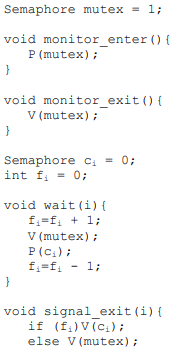 Semaphore mutex = 1;
void monitor_enter(){
P(mutex);
}
void monitor_exit(){
V(mutex);
}
Semaphore cᵢ = 0;
int fᵢ = 0;
void wait(i){
fᵢ=fᵢ + 1;
V(mutex);
P(cᵢ);
fᵢ=fᵢ - 1;
}
void signal_exit(i){
if (fᵢ)V(cᵢ);
else V(mutex);